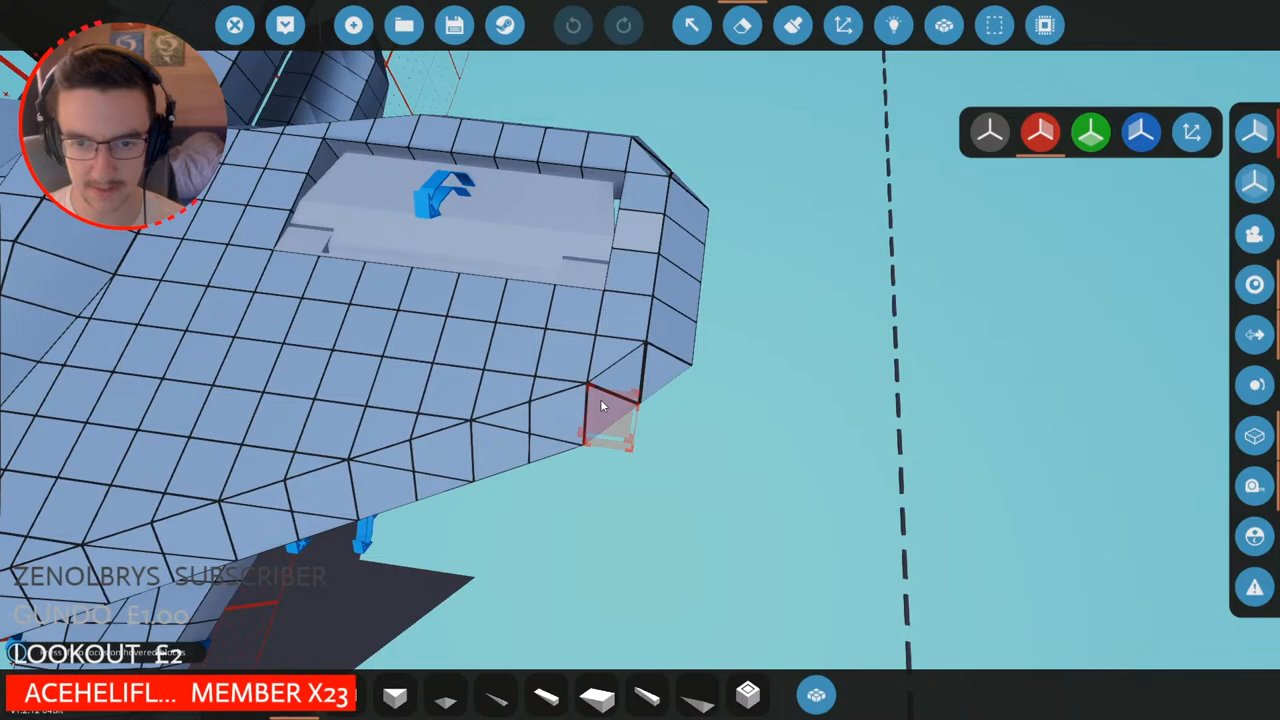 ZENOLBRYS SUBSCRIBER
GUNDO £1.00
LOOKOUT £2
ACEHELIFL... MEMBER X23